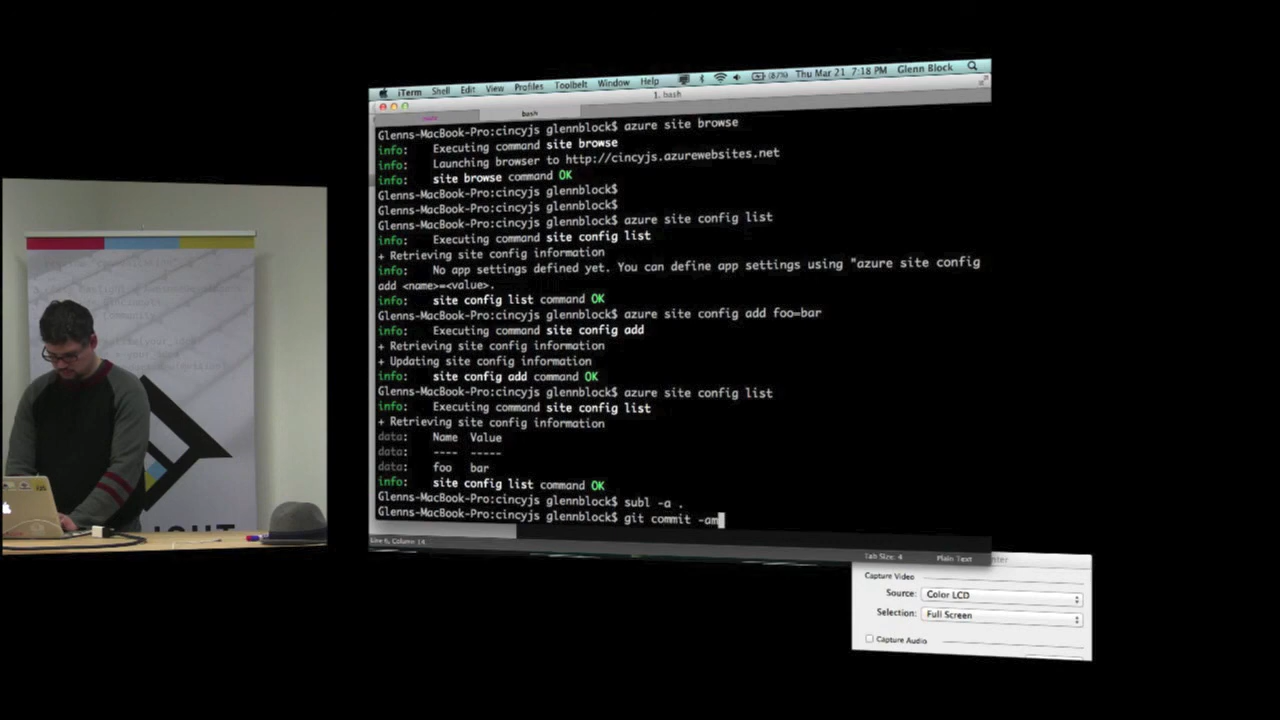 iTerm Shell Edit View Profiles Toolbelt Window Help (87%) Thu Mar 21 7:18 PM Glenn Block
1. bash
bash
Glenns-MacBook-Pro:cincyjs glennblock$ azure site browse
info: Executing command site browse
info: Launching browser to http://cincyjs.azurewebsites.net
info: site browse command OK
Glenns-MacBook-Pro:cincyjs glennblock$
Glenns-MacBook-Pro:cincyjs glennblock$
Glenns-MacBook-Pro:cincyjs glennblock$ azure site config list
info: Executing command site config list
+ Retrieving site config information
info: No app settings defined yet. You can define app settings using "azure site config
add <name>=<value>.
info: site config list command OK
Glenns-MacBook-Pro:cincyjs glennblock$ azure site config add foo=bar
info: Executing command site config add
+ Retrieving site config information
+ Updating site config information
info: site config add command OK
Glenns-MacBook-Pro:cincyjs glennblock$ azure site config list
info: Executing command site config list
+ Retrieving site config information
data: Name Value
data: ---- -----
data: foo bar
info: site config list command OK
Glenns-MacBook-Pro:cincyjs glennblock$ subl -a .
Glenns-MacBook-Pro:cincyjs glennblock$ git commit -am
Line 6, Column 14
Tab Size: 4 Plain Text
Capture Video
Source: Color LCD
Selection: Full Screen
Capture Audio